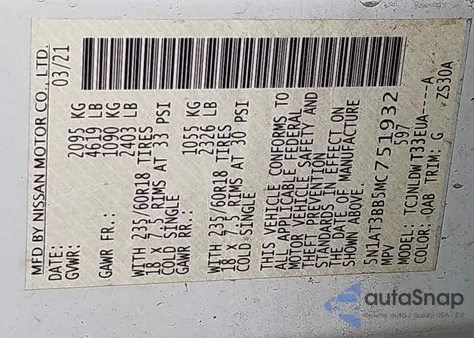 MFD BY NISSAN MOTOR CO., LTD.
DATE: 03/21
GVWR: 2095 KG
4619 LB
GAWR FR.: 1090 KG
2403 LB
WITH 235/60R18 TIRES
18 X 7.5 RIMS AT 33 PSI
COLD SINGLE
GAWR RR.: 1055 KG
2326 LB
WITH 235/60R18 TIRES
18 X 7.5 RIMS AT 30 PSI
COLD SINGLE
THIS VEHICLE CONFORMS TO
ALL APPLICABLE FEDERAL
MOTOR VEHICLE SAFETY AND
THEFT PREVENTION
STANDARDS IN EFFECT ON
THE DATE OF MANUFACTURE
SHOWN ABOVE.
5N1AT3BB5MC751932
MPV 597
MODEL: TCJNLDW T33EUA----A
COLOR: QAB TRIM: G ZS30A
autaSnap